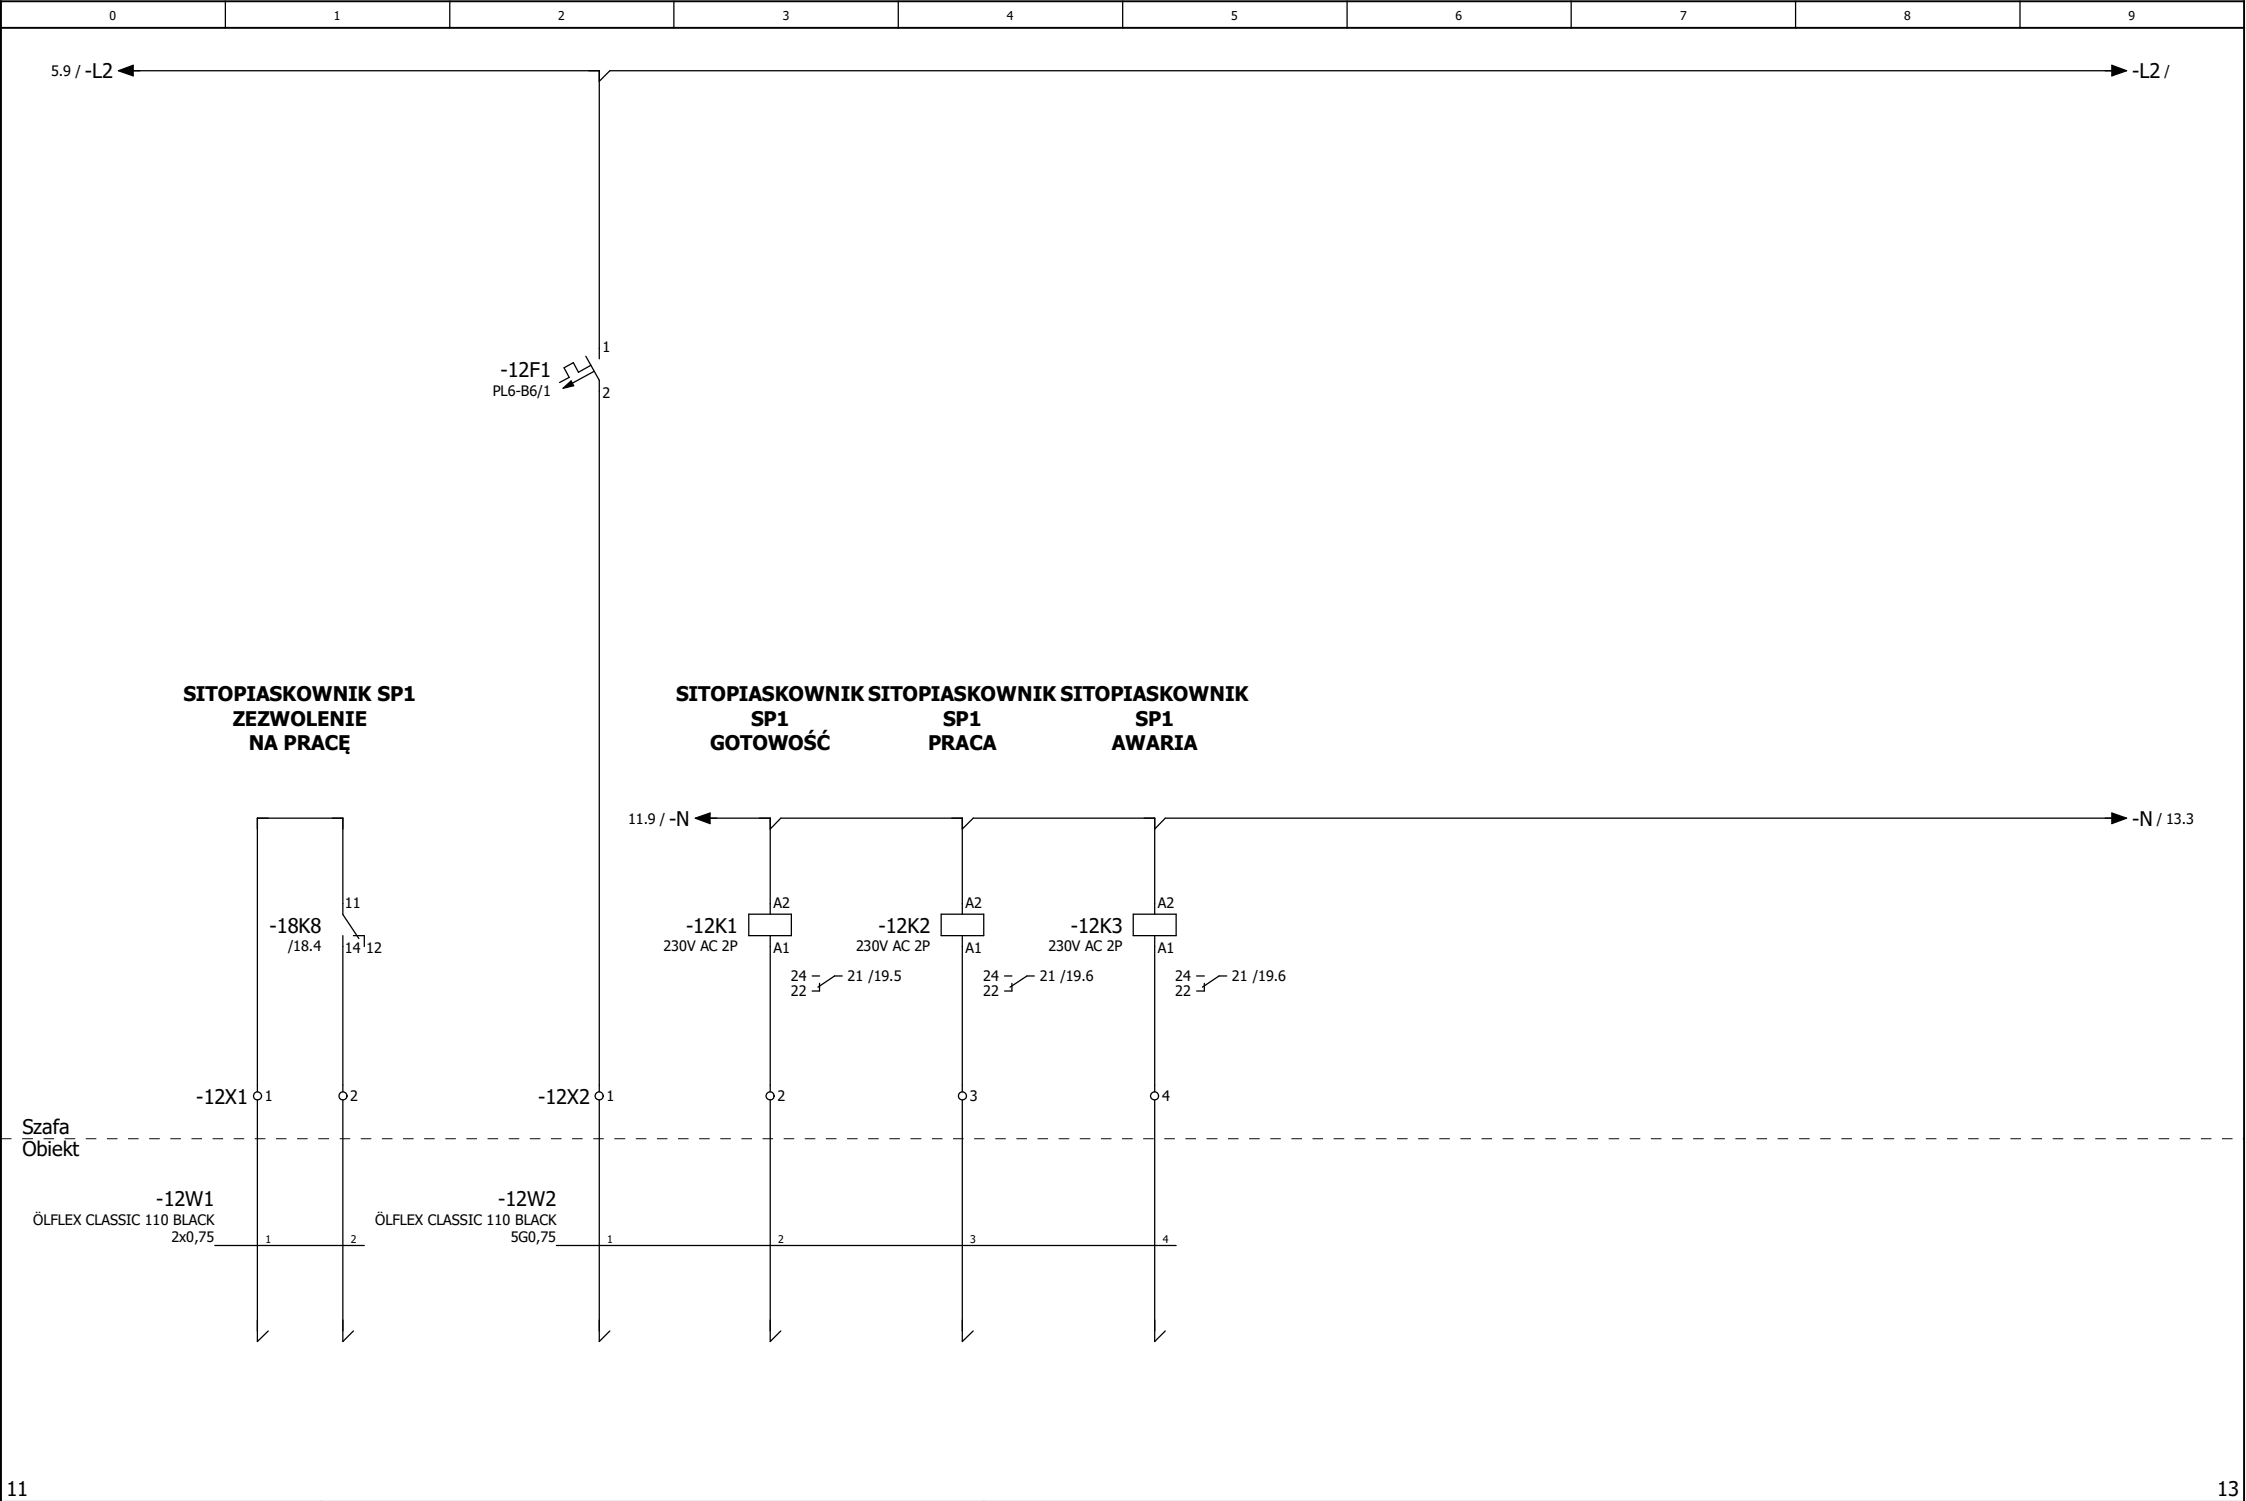 0 1 2 3 4 5 6 7 8 9
5.9 / -L2
-L2 /
1
-12F1
PL6-B6/1
2
SITOPIASKOWNIK SP1
ZEZWOLENIE
NA PRACĘ
SITOPIASKOWNIK
SP1
GOTOWOŚĆ
SITOPIASKOWNIK
SP1
PRACA
SITOPIASKOWNIK
SP1
AWARIA
11.9 / -N
-N / 13.3
11
-18K8
/18.4
14 12
A2
-12K1
230V AC 2P
A1
24 21 /19.5
22
A2
-12K2
230V AC 2P
A1
24 21 /19.6
22
A2
-12K3
230V AC 2P
A1
24 21 /19.6
22
-12X1 1 2
-12X2 1 2 3 4
Szafa
Obiekt
-12W1
ÖLFLEX CLASSIC 110 BLACK
2x0,75
1 2
-12W2
ÖLFLEX CLASSIC 110 BLACK
5G0,75
1 2 3 4
11
13